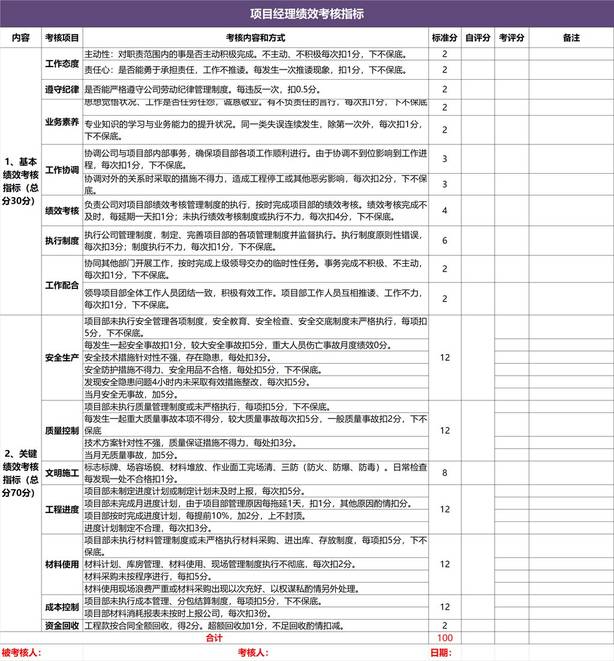 项目经理绩效考核指标
内容 考核项目 考核内容和方式 标准分 自评分 考评分 备注
1、基本绩效考核指标（总分30分）
工作态度
主动性：对职责范围内的事是否主动积极完成。不主动、不积极每次扣1分，下不保底。 2
责任心：是否能勇于承担责任，工作不推诿。每发生一次推诿现象，扣1分，下不保底。 2
遵守纪律 是否能严格遵守公司劳动纪律管理制度。每违反一次，扣0.5分。 2
业务素养
思想觉悟状况、工作是否任劳任怨，诚恳敬业。有不负责任的言行，每次扣1分，下不保底 2
专业知识的学习与业务能力的提升状况。同一类失误连续发生，除第一次外，每次扣1分，
下不保底。 2
工作协调
协调公司与项目部内部事务，确保项目部各项工作顺利进行。由于协调不到位影响到工作进
程，每次扣1分，下不保底。 3
协调对外的关系时采取的措施不得力，造成工程停工或其他恶劣影响，每次扣2分，下不保
底。 3
绩效考核
负责公司对项目部绩效考核管理制度的执行，按时完成项目部的绩效考核。绩效考核完成不
及时，每延期一天扣1分；未执行绩效考核制度或执行不力，每次扣4分，下不保底。 4
执行制度
执行公司管理制度，制定、完善项目部的各项管理制度并监督执行。执行制度原则性错误，
每次扣3分；制度执行不力，每次扣1分，下不保底。 6
工作配合
协同其他部门开展工作，按时完成上级领导交办的临时性任务。事务完成不积极、不主动，
每次扣1分，下不保底。 2
领导项目部全体工作人员团结一致，积极有效工作。项目部工作人员互相推诿、工作不力，
每次扣1分，下不保底。 2
2、关键绩效考核指标（总分70分）
安全生产 12
项目部未执行安全管理各项制度，安全教育、安全检查、安全交底制度未严格执行，每项扣
5分，下不保底。
每发生一起安全事故扣1分，较大安全事故扣5分，重大人员伤亡事故月度绩效0分。
安全技术措施针对性不强，存在隐患，每处扣3分。
安全防护措施不得力、安全用品不合格，每处扣5分，下不保底。
发现安全隐患问题4小时内未采取有效措施整改，每次扣5分。
当月安全无事故，加5分。
质量控制 12
项目部未执行质量管理制度或未严格执行，每项扣5分，下不保底。
每发生一起重大质量事故本项不得分，较大质量事故每次扣5分，一般质量事故扣2分，下不
保底
技术方案针对性不强，质量保证措施不得力，每处扣3分。
当月无质量事故，加5分。
文明施工
标志标牌、场容场貌、材料堆放、作业面工完场清、三防（防火、防爆、防毒）。日常检查
每发现一处不合格扣1分。 8
工程进度 12
项目部未制定进度计划或制定计划未及时上报，每次扣5分。
项目部未完成月进度计划，由于项目部管理原因每拖延1天，扣1分，其他原因酌情扣分。
项目部按时完成进度计划，每提前10%，加2分，上不封顶。
进度计划制定不合理，每次扣3分。
材料使用 12
项目部未执行材料管理制度或未严格执行材料采购、进出库、存放制度，每项扣5分，下不
保底。
材料计划、库房管理、材料使用、现场管理制度执行不彻底，每次扣2分。
材料采购未按程序进行，每扣5分。
材料使用现场浪费严重或材料采购出现以次充好、以权谋私酌情另外处理。
成本控制 12
项目部未执行成本管理、分包结算制度，每项扣5分，下不保底。
项目部材料消耗报表未按时上报公司，每次扣3份。
资金回收 工程款按合同全额回收，得2分。超额回收加1分，不足回收酌情扣减。 2
合计 100
被考核人： 考核人： 日期：